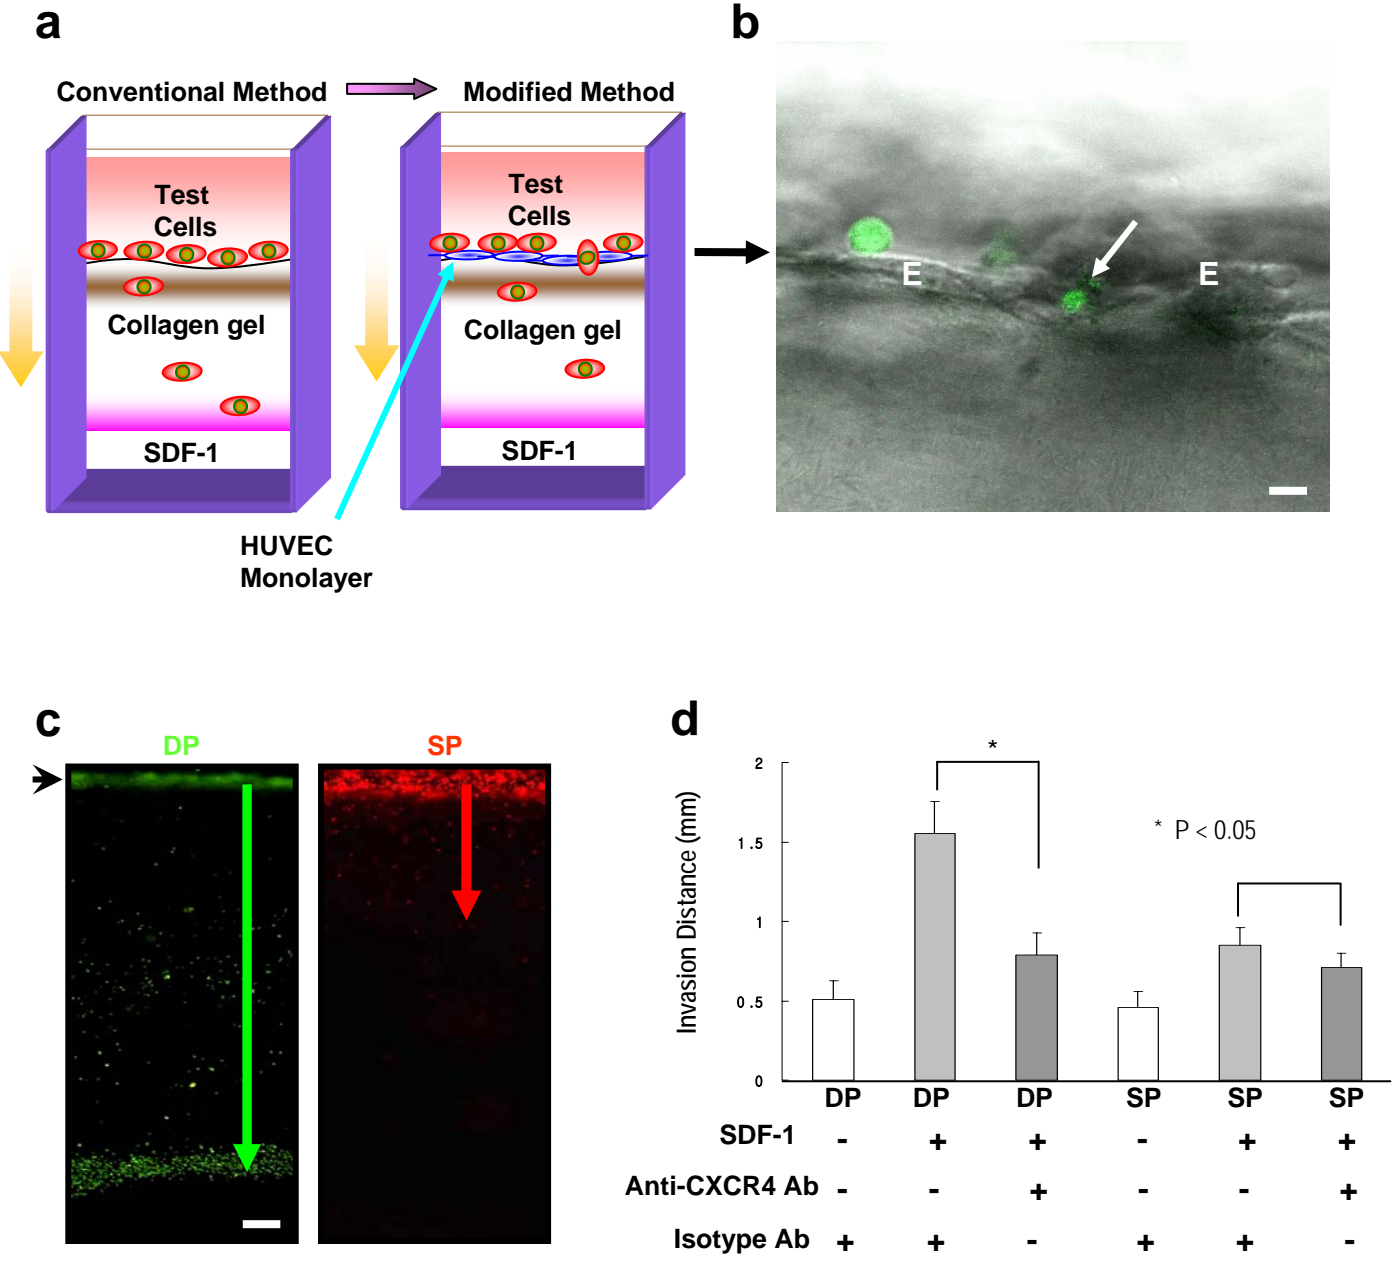 a
b
Conventional Method
Modified Method
Test
Cells
Collagen gel
SDF-1
Test
Cells
Collagen gel
SDF-1
HUVEC
Monolayer
E
E
c
DP
SP
d
Invasion Distance (mm)
2
1.5
1
0.5
0
*
* P < 0.05
DP DP DP SP SP SP
SDF-1 - + + - + +
Anti-CXCR4 Ab - - + - - +
Isotype Ab + + - + + -